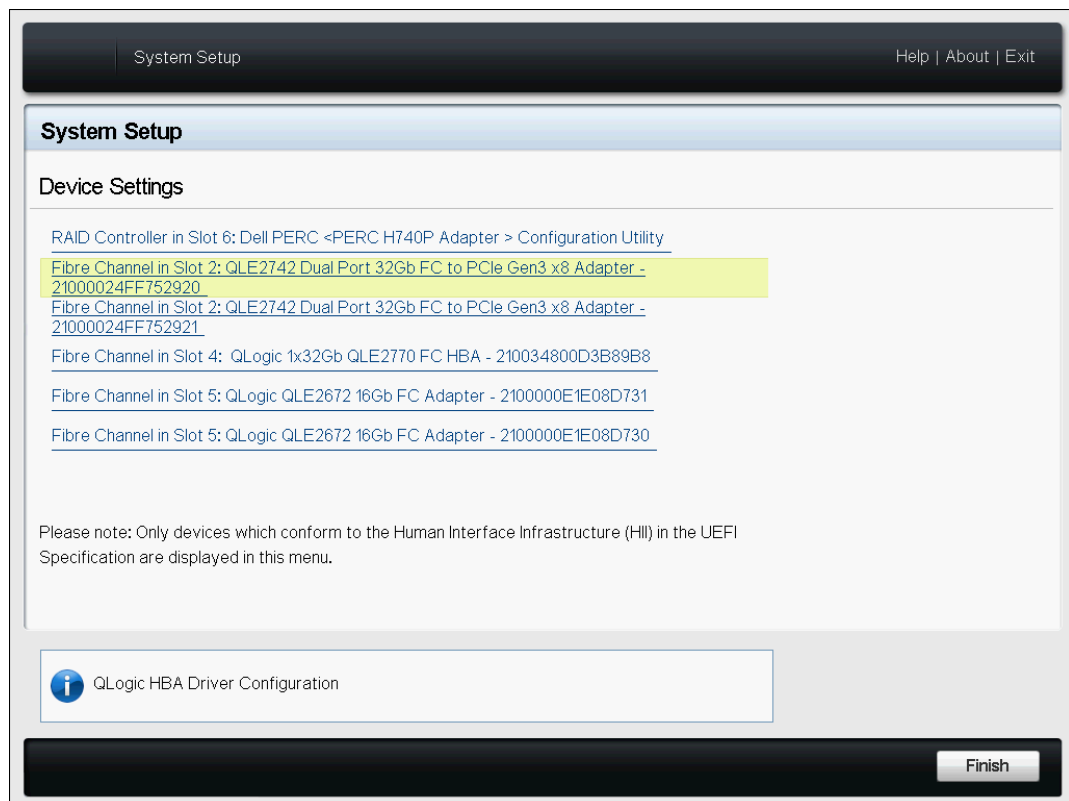 System Setup
Help | About | Exit
System Setup
Device Settings
RAID Controller in Slot 6: Dell PERC <PERC H740P Adapter > Configuration Utility
Fibre Channel in Slot 2: QLE2742 Dual Port 32Gb FC to PCIe Gen3 x8 Adapter -
21000024FF752920
Fibre Channel in Slot 2: QLE2742 Dual Port 32Gb FC to PCIe Gen3 x8 Adapter -
21000024FF752921
Fibre Channel in Slot 4:  QLogic 1x32Gb QLE2770 FC HBA - 210034800D3B89B8
Fibre Channel in Slot 5: QLogic QLE2672 16Gb FC Adapter - 2100000E1E08D731
Fibre Channel in Slot 5: QLogic QLE2672 16Gb FC Adapter - 2100000E1E08D730
Please note: Only devices which conform to the Human Interface Infrastructure (HII) in the UEFI
Specification are displayed in this menu.
QLogic HBA Driver Configuration
Finish